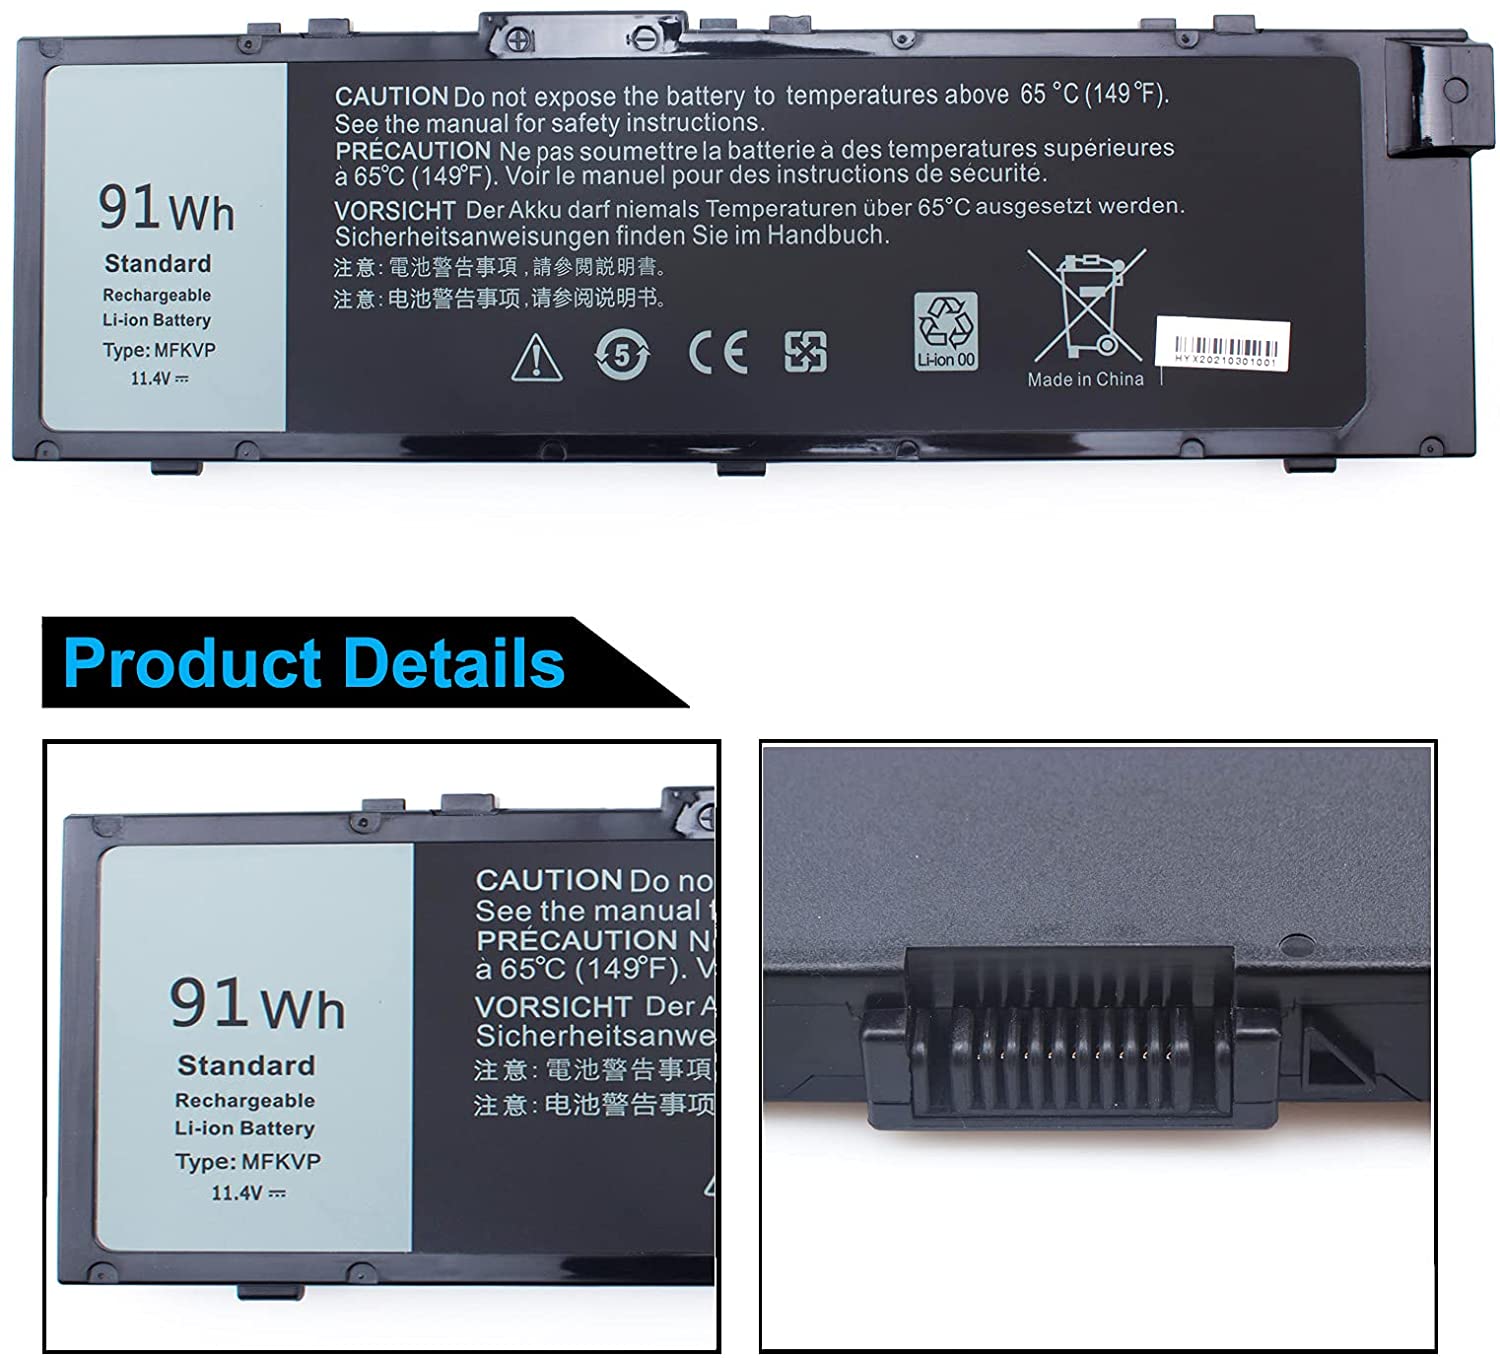 91Wh
Standard
Rechargeable
Li-ion Battery
Type: MFKVP
11.4V
CAUTION Do not expose the battery to temperatures above 65 °C (149 °F).
See the manual for safety instructions.
PRÉCAUTION Ne pas soumettre la batterie à des temperatures supérieures
à 65°C (149°F). Voir le manuel pour des instructions de sécurité.
VORSICHT Der Akku darf niemals Temperaturen über 65°C ausgesetzt werden.
Sicherheitsanweisungen finden Sie im Handbuch.
注意: 電池警告事項,請參閱説明書。
注意: 电池警告事项,请参阅说明书。
5
CE
Li-ion 00
Made in China
HYX20210301001
Product Details
91Wh
Standard
Rechargeable
Li-ion Battery
Type: MFKVP
11.4V
CAUTION Do no
See the manual f
PRÉCAUTION N
à 65°C (149°F). V
VORSICHT Der A
Sicherheitsanwe
注意: 電池警告事項
注意: 电池警告事项